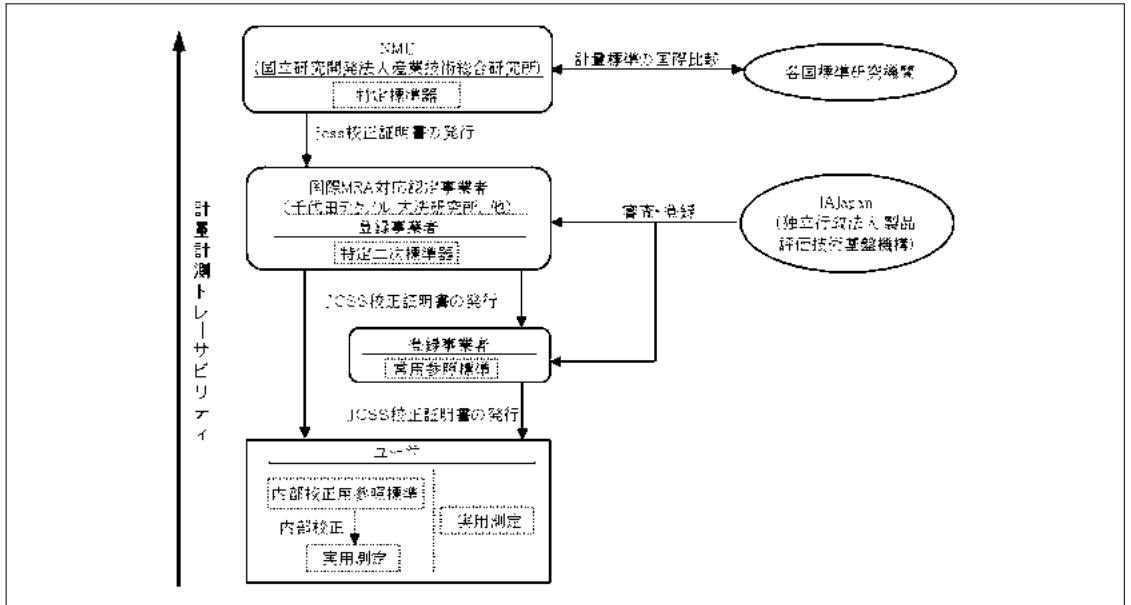 NMIJ
(国立研究開発法人産業技術総合研究所)
特定標準器
計量標準の国際比較
各国標準研究機関
jcss校正証明書の発行
国際MRA対応認定事業者
(千代田テクノル 大洗研究所、他)
登録事業者
特定二次標準器
審査・登録
IAJapan
(独立行政法人 製品
評価技術基盤機構)
JCSS校正証明書の発行
登録事業者
常用参照標準
JCSS校正証明書の発行
ユーザ
内部校正用参照標準
内部校正
実用測定
実用測定
計量計測トレーサビリティ